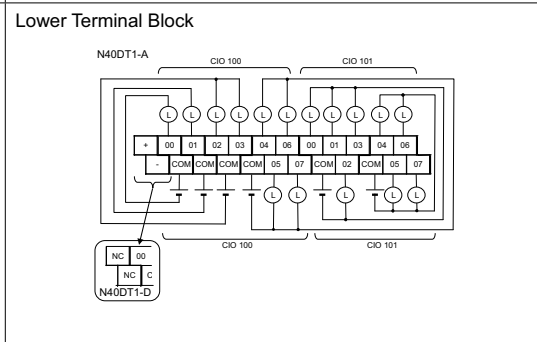 Lower Terminal Block
N40DT1-A
CIO 100 CIO 101
L L L L L L L L L L L
+ 00 01 02 03 04 06 00 01 03 04 06
- COM COM COM COM 05 07 COM 02 COM 05 07
L L L L L
CIO 100 CIO 101
NC 00
NC C
N40DT1-D